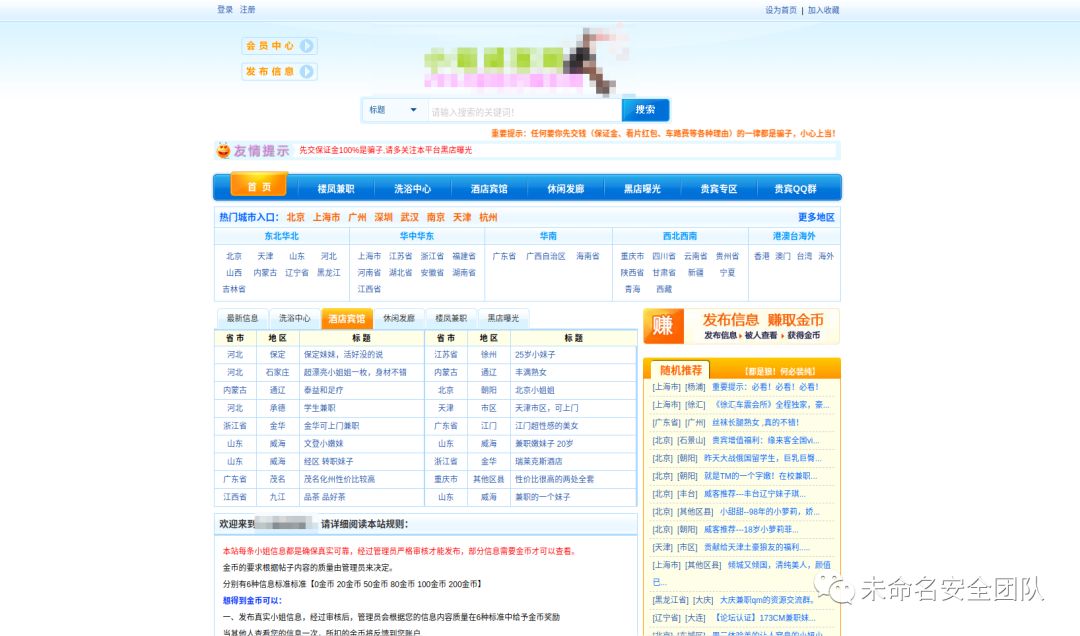 登录 注册
设为首页 | 加入收藏
会员中心
发布信息
标题
请输入搜索的关键词!
搜索
重要提示：任何要你先交钱（保证金、看片红包、车路费等各种理由）的一律都是骗子，小心上当！
友情提示 先交保证金100%是骗子,请多关注本平台黑店曝光
首 页 楼凤兼职 洗浴中心 酒店宾馆 休闲发廊 黑店曝光 贵宾专区 贵宾QQ群
热门城市入口： 北京 上海市 广州 深圳 武汉 南京 天津 杭州 更多地区
东北华北 华中华东 华南 西北西南 港澳台海外
北京 天津 山东 河北
山西 内蒙古 辽宁省 黑龙江
吉林省
上海市 江苏省 浙江省 福建省
河南省 湖北省 安徽省 湖南省
江西省
广东省 广西自治区 海南省
重庆市 四川省 云南省 贵州省
陕西省 甘肃省 新疆 宁夏
青海 西藏
香港 澳门 台湾 海外
最新信息 洗浴中心 酒店宾馆 休闲发廊 楼凤兼职 黑店曝光
省 市 地 区 标 题 省 市 地 区 标 题
河北 保定 保定妹妹，活好没的说 江苏省 徐州 25岁小妹子
河北 石家庄 超漂亮小姐姐一枚，身材不错 内蒙古 通辽 丰满熟女
内蒙古 通辽 泰益和足疗 北京 朝阳 北京小姐姐
河北 承德 学生兼职 天津 市区 天津市区，可上门
浙江省 金华 金华可上门兼职 广东省 江门 江门超性感的美女
山东 威海 文登小嫩妹 山东 威海 兼职嫩妹子 20岁
山东 威海 经区 转职妹子 浙江省 金华 瑞莱克斯酒店
广东省 茂名 茂名化州性价比较高 重庆市 其他区县 性价比很高的两处全套
江西省 九江 品茶 品好茶 山东 威海 兼职的一个妹子
赚 发布信息 赚取金币
发布信息 被人查看 获得金币
随机推荐 【都是狼！何必装纯】
[上海市] [杨浦] 重要提示：必看！必看！必看！
[上海市] [徐汇] 《徐汇车震会所》全程独家，豪...
[广东省] [广州] 丝袜长腿熟女 ,真的不错！
[北京] [石景山] 贵宾增值福利：缘来客全国vi...
[北京] [朝阳] 昨天大战俄国留学生，巨乳巨臀...
[北京] [朝阳] 就是TM的一个字嫩！在校兼职...
[北京] [丰台] 威客推荐---丰台辽宁妹子琪...
[北京] [其他区县] 小甜甜--98年的小萝莉，娇...
[北京] [朝阳] 威客推荐---18岁小萝莉菲...
[天津] [市区] 贡献给天津土豪狼友的福利.....
[上海市] [其他区县] 倾城又倾国，清纯美人，颜值
已...
[黑龙江省] [大庆] 大庆兼职qm的资源交流群。
[辽宁省] [大连] 【论坛认证】173CM兼职妹...
欢迎来到 请详细阅读本站规则：
本站每条小姐信息都是确保真实可靠，经过管理员严格审核才能发布，部分信息需要金币才可以查看。
金币的要求根据帖子内容的质量由管理员来决定。
分别有6种信息标准标准【0金币 20金币 50金币 80金币 100金币 200金币】
想得到金币可以：
一、发布真实小姐信息，经过审核后，管理员会根据您的信息内容质量在6种标准中给予金币奖励
当其他人查看您的信息一次，所扣的金币将反馈到您账户
未命名安全团队